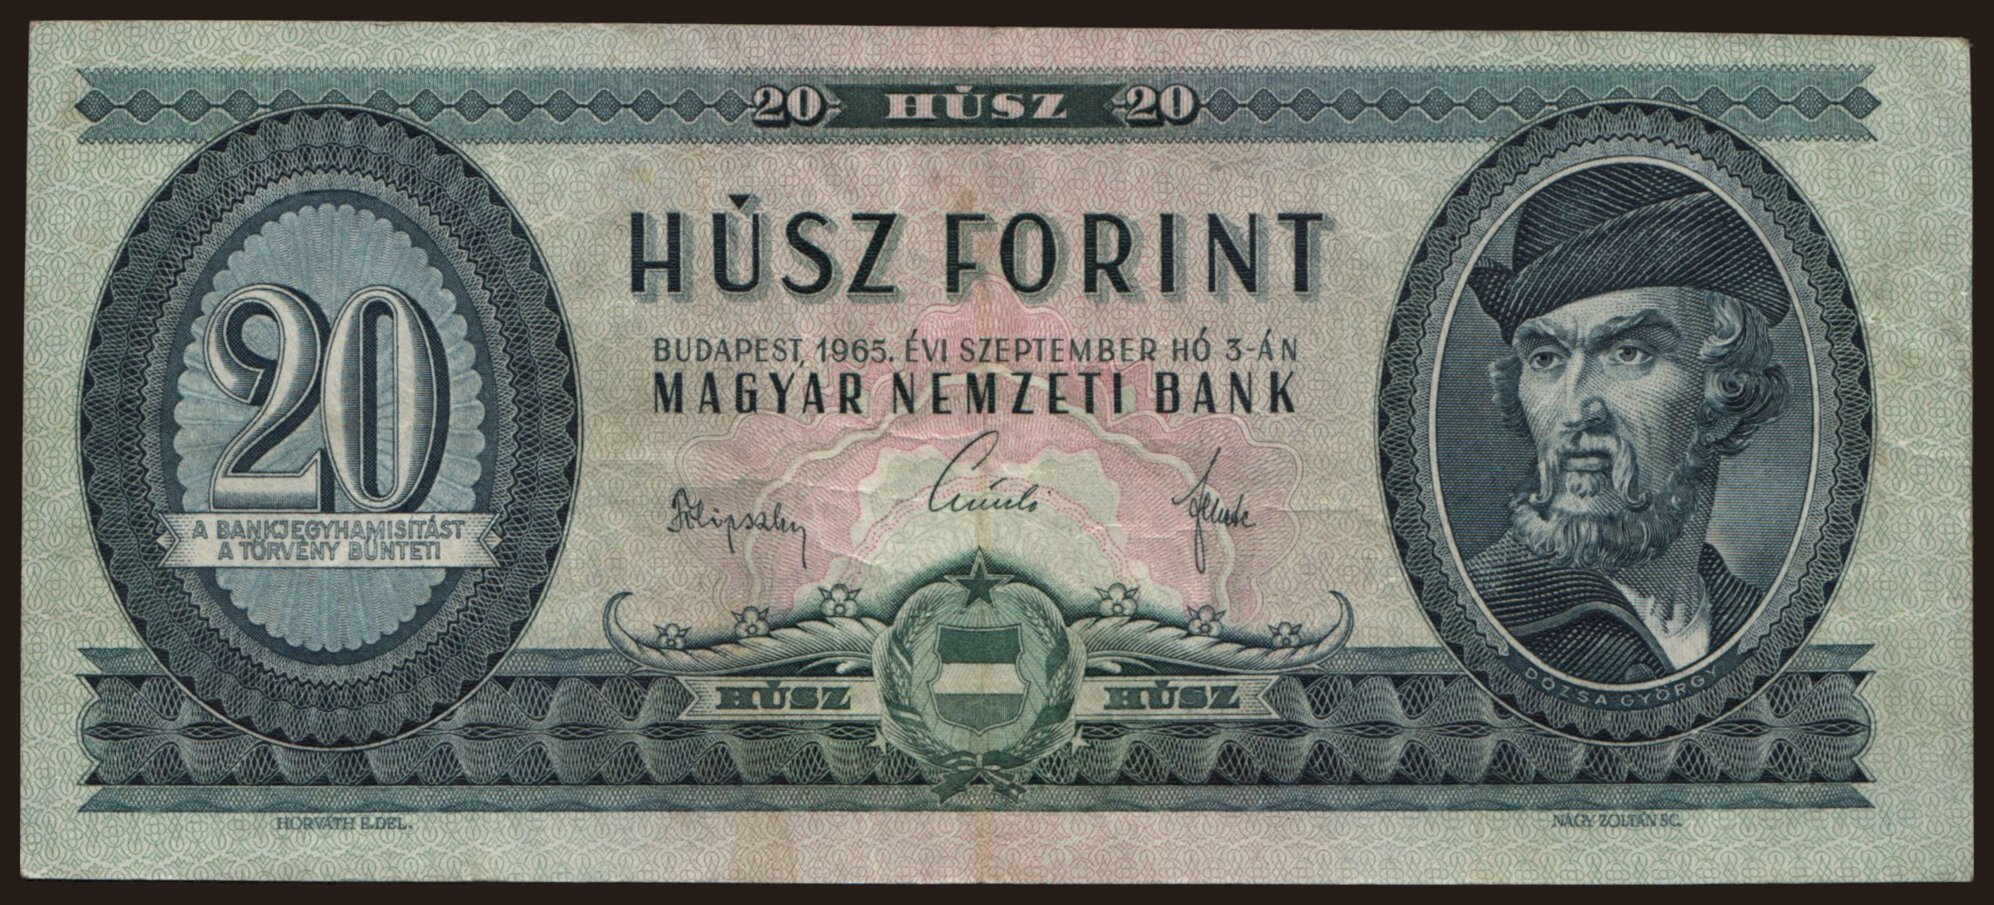 20 HÚSZ 20
HÚSZ FORINT
BUDAPEST, 1965. ÉVI SZEPTEMBER HÓ 3-ÁN
MAGYAR NEMZETI BANK
20
A BANKJEGYHAMISÍTÁST
A TÖRVÉNY BÜNTETI
HÚSZ HÚSZ
DÓZSA GYÖRGY
HORVÁTH E.DEL.
NAGY ZOLTÁN SC.